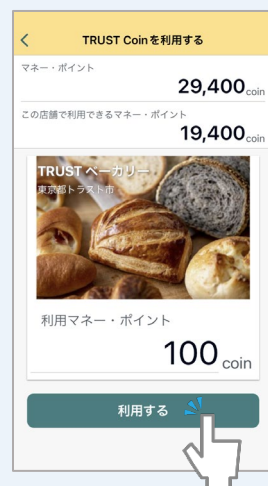 TRUST Coinを利用する
マネー・ポイント
29,400coin
この店舗で利用できるマネー・ポイント
19,400coin
TRUST ベーカリー
東京都トラスト市
利用マネー・ポイント
100 coin
利用する